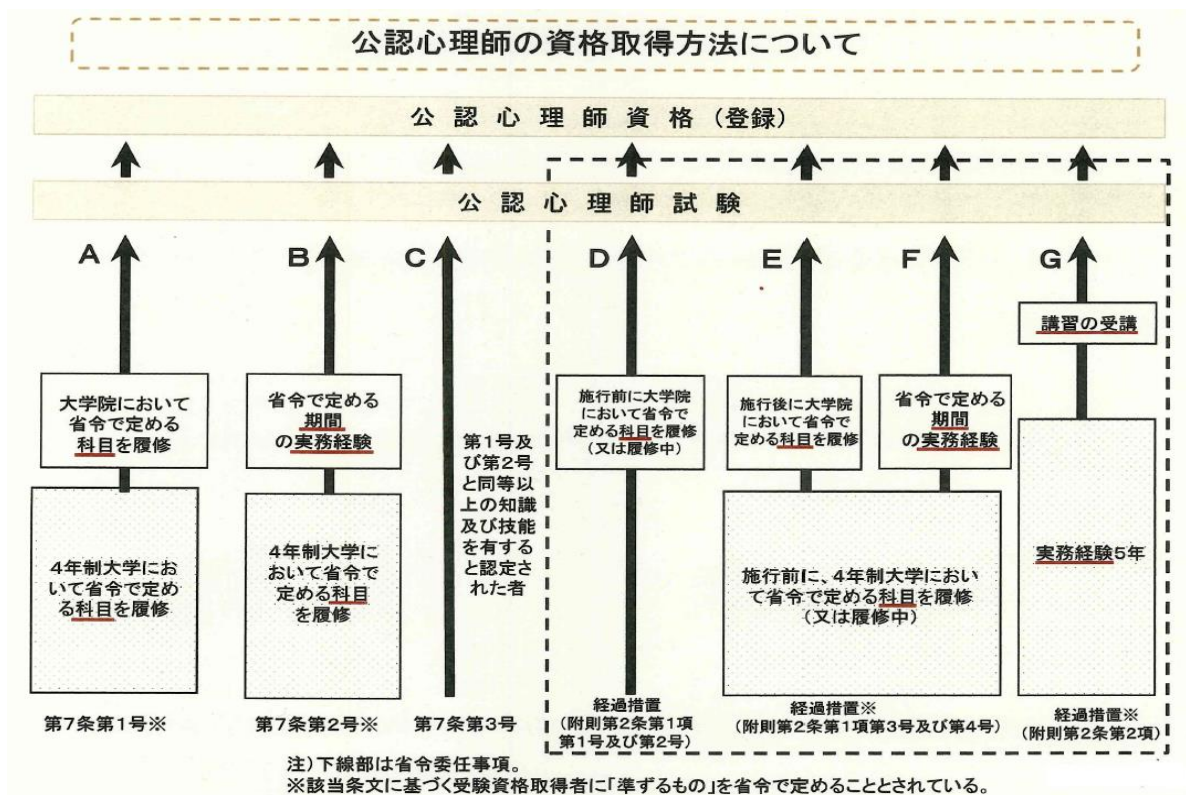 公認心理師の資格取得方法について
公認心理師資格（登録）
公認心理師試験
A
B
C
D
E
F
G
講習の受講
大学院において
省令で定める
科目を履修
省令で定める
期間
の実務経験
第1号及
び第2号
と同等以
上の知識
及び技能
を有する
と認定さ
れた者
施行前に大学院
において省令で
定める科目を履修
（又は履修中）
施行後に大学院
において省令で
定める科目を履修
省令で定める
期間
の実務経験
4年制大学にお
いて省令で定め
る科目を履修
4年制大学に
おいて省令で
定める科目
を履修
施行前に、4年制大学におい
て省令で定める科目を履修
（又は履修中）
実務経験5年
第7条第1号※
第7条第2号※
第7条第3号
経過措置
（附則第2条第1項
第1号及び第2号）
経過措置※
（附則第2条第1項第3号及び第4号）
経過措置※
（附則第2条第2項）
注）下線部は省令委任事項。
※該当条文に基づく受験資格取得者に「準ずるもの」を省令で定めることとされている。